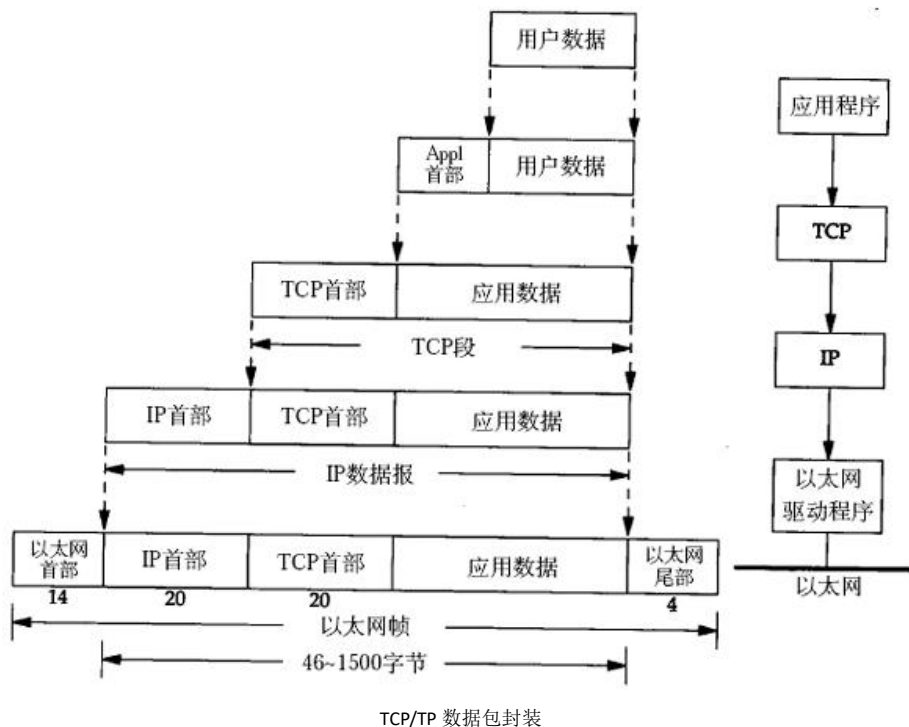 用户数据
Appl
首部
用户数据
应用程序
TCP首部
应用数据
TCP
TCP段
IP首部
TCP首部
应用数据
IP
IP数据报
以太网
驱动程序
以太网
首部
IP首部
TCP首部
应用数据
以太网
尾部
以太网
14
20
20
4
以太网帧
46~1500字节
TCP/TP 数据包封装